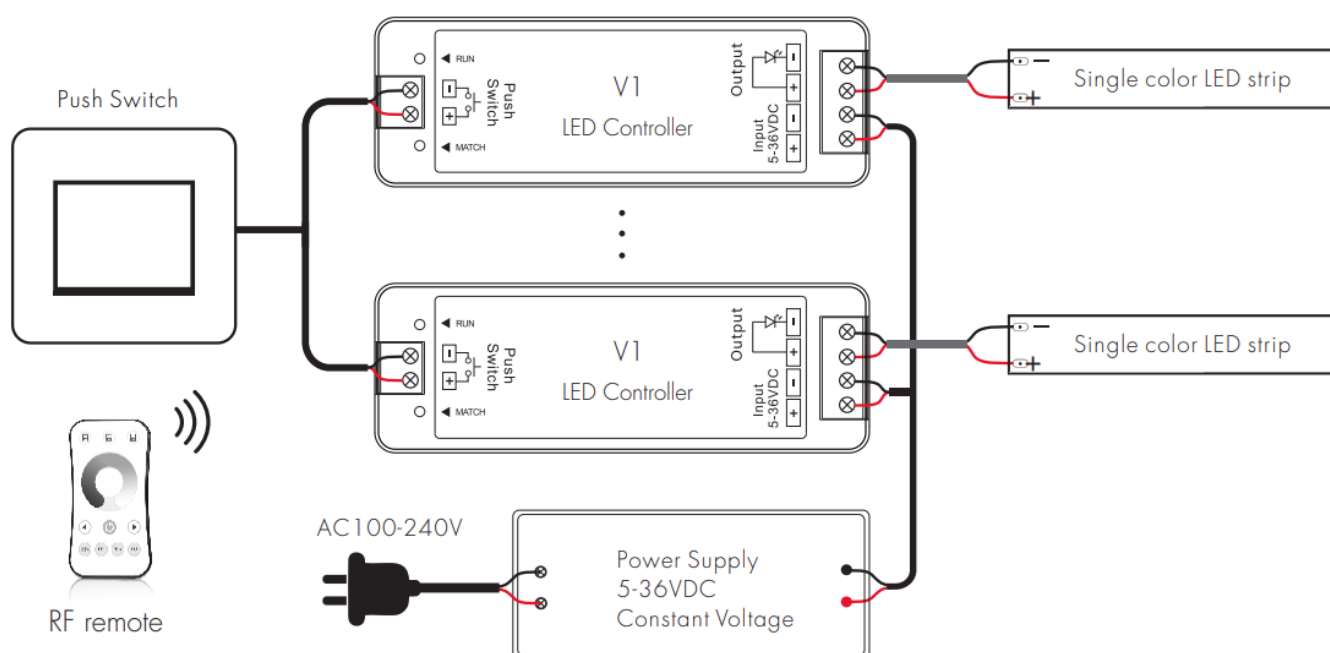 Push Switch
RUN
Push
Switch
MATCH
V1
LED Controller
Output
Input
5-36VDC
Single color LED strip
RUN
Push
Switch
MATCH
V1
LED Controller
Output
Input
5-36VDC
Single color LED strip
RF remote
AC100-240V
Power Supply
5-36VDC
Constant Voltage